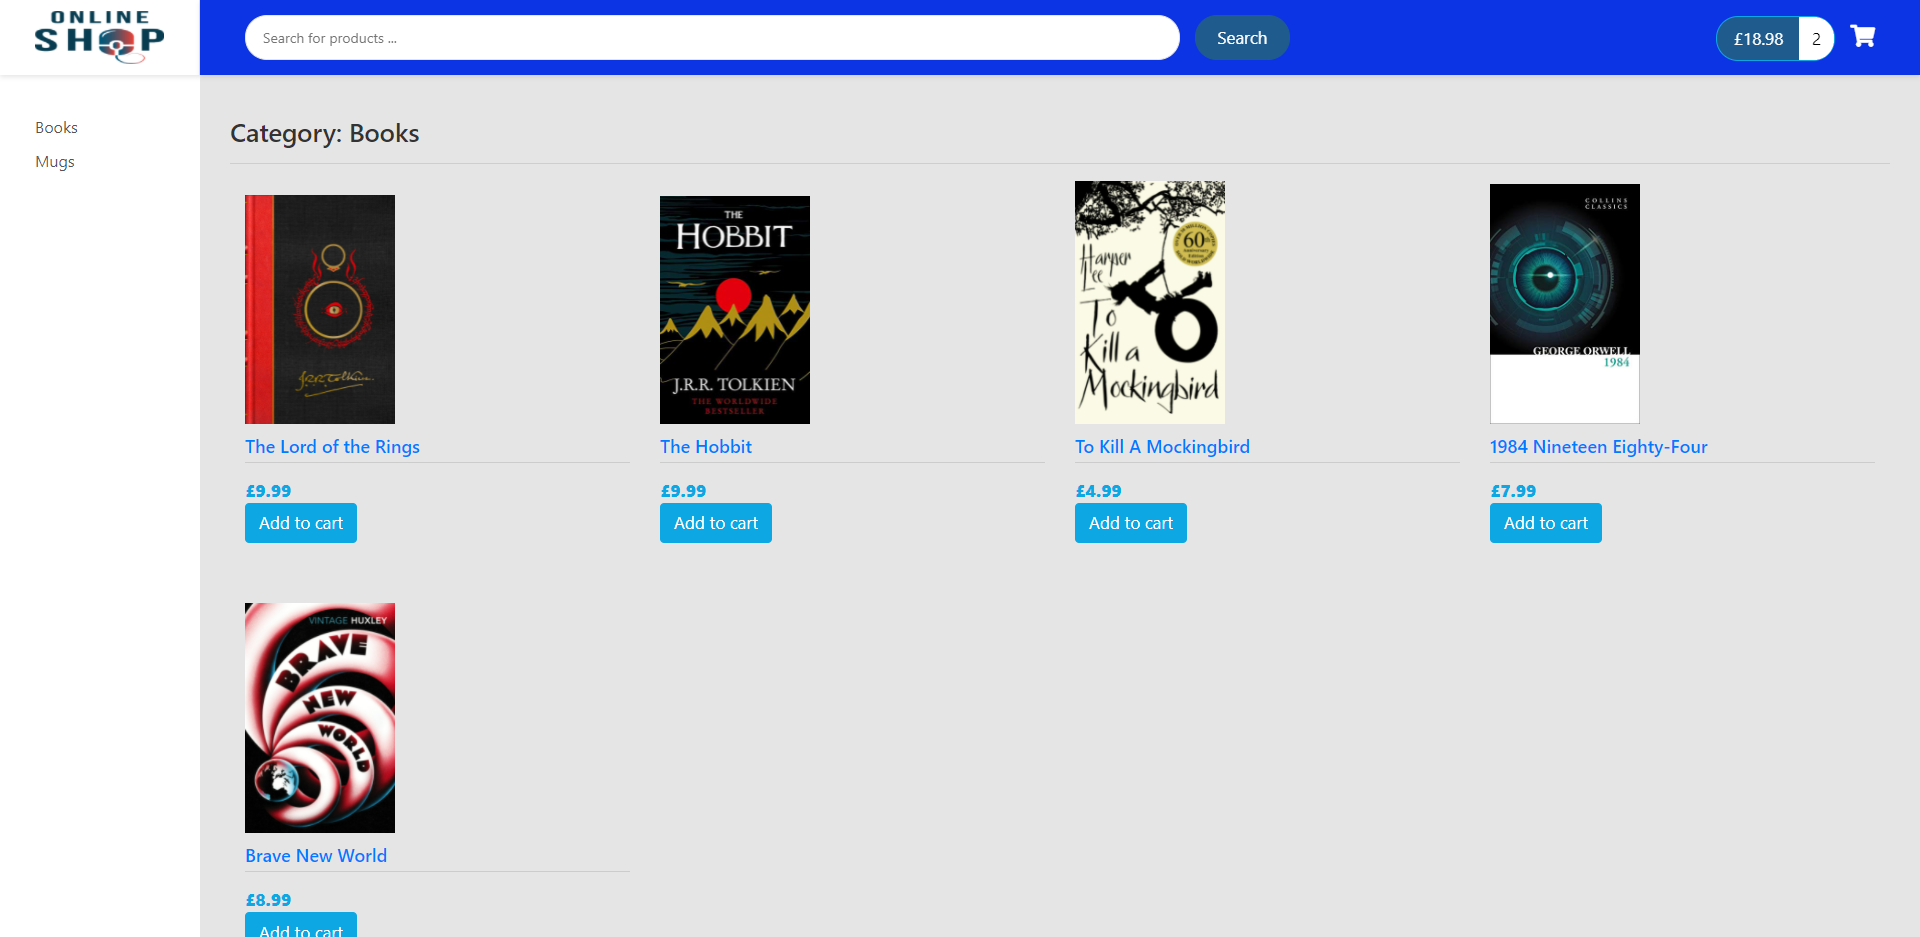 ONLINE
SHOP
Search for products ...
Search
£18.98
2
Books
Mugs
Category: Books
J.R.R. Tolkien
THE
HOBBIT
J.R.R. TOLKIEN
THE WORLDWIDE
BESTSELLER
Harper
Lee
60th
To
Kill a
Mockingbird
COLLINS
CLASSICS
GEORGE ORWELL
1984
The Lord of the Rings
The Hobbit
To Kill A Mockingbird
1984 Nineteen Eighty-Four
£9.99
£9.99
£4.99
£7.99
Add to cart
Add to cart
Add to cart
Add to cart
VINTAGE HUXLEY
BRAVE
NEW
WORLD
Brave New World
£8.99
Add to cart